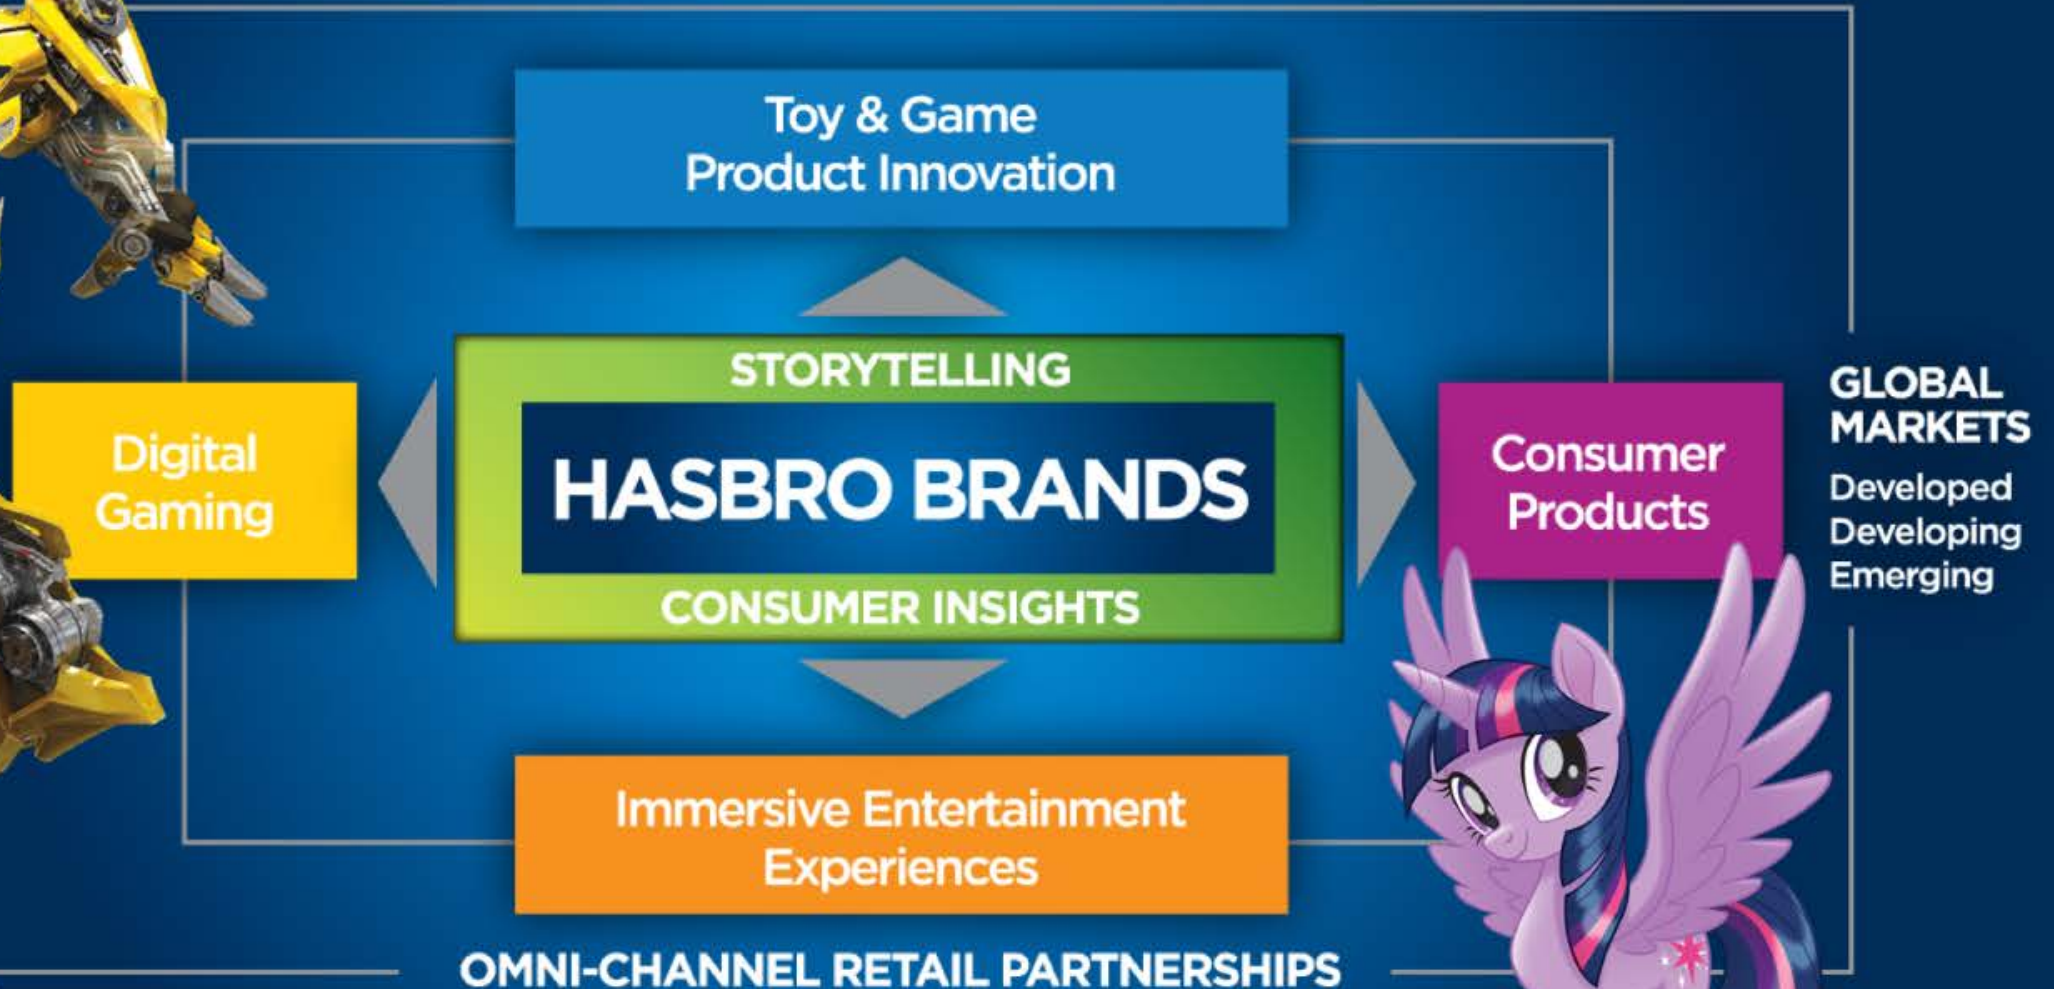 Toy & Game
Product Innovation
STORYTELLING
HASBRO BRANDS
CONSUMER INSIGHTS
Digital
Gaming
Consumer
Products
GLOBAL
MARKETS
Developed
Developing
Emerging
Immersive Entertainment
Experiences
OMNI-CHANNEL RETAIL PARTNERSHIPS